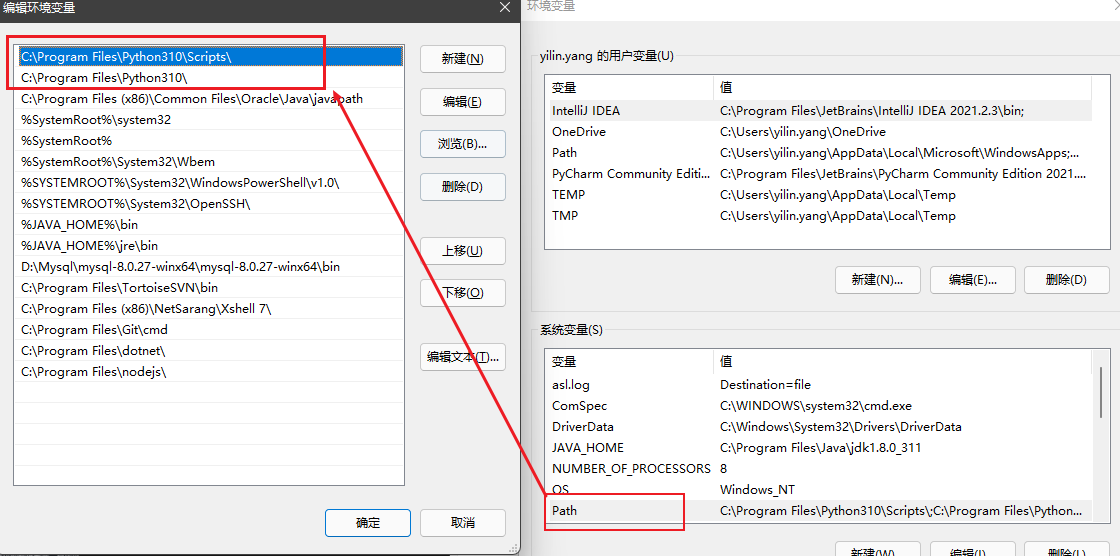 编辑环境变量
C:\Program Files\Python310\Scripts\
C:\Program Files\Python310\
C:\Program Files (x86)\Common Files\Oracle\Java\javapath
%SystemRoot%\system32
%SystemRoot%
%SystemRoot%\System32\Wbem
%SYSTEMROOT%\System32\WindowsPowerShell\v1.0\
%SYSTEMROOT%\System32\OpenSSH\
%JAVA_HOME%\bin
%JAVA_HOME%\jre\bin
D:\Mysql\mysql-8.0.27-winx64\mysql-8.0.27-winx64\bin
C:\Program Files\TortoiseSVN\bin
C:\Program Files (x86)\NetSarang\Xshell 7\
C:\Program Files\Git\cmd
C:\Program Files\dotnet\
C:\Program Files\nodejs\
新建(N)
编辑(E)
浏览(B)...
删除(D)
上移(U)
下移(O)
编辑文本(T)...
确定
取消
环境变量
yilin.yang 的用户变量(U)
变量 值
IntelliJ IDEA C:\Program Files\JetBrains\IntelliJ IDEA 2021.2.3\bin;
OneDrive C:\Users\yilin.yang\OneDrive
Path C:\Users\yilin.yang\AppData\Local\Microsoft\WindowsApps;...
PyCharm Community Editi... C:\Program Files\JetBrains\PyCharm Community Edition 2021....
TEMP C:\Users\yilin.yang\AppData\Local\Temp
TMP C:\Users\yilin.yang\AppData\Local\Temp
新建(N)... 编辑(E)... 删除(D)
系统变量(S)
变量 值
asl.log Destination=file
ComSpec C:\WINDOWS\system32\cmd.exe
DriverData C:\Windows\System32\Drivers\DriverData
JAVA_HOME C:\Program Files\Java\jdk1.8.0_311
NUMBER_OF_PROCESSORS 8
OS Windows_NT
Path C:\Program Files\Python310\Scripts\;C:\Program Files\Python...
新建(W)... 编辑(I)... 删除(L)